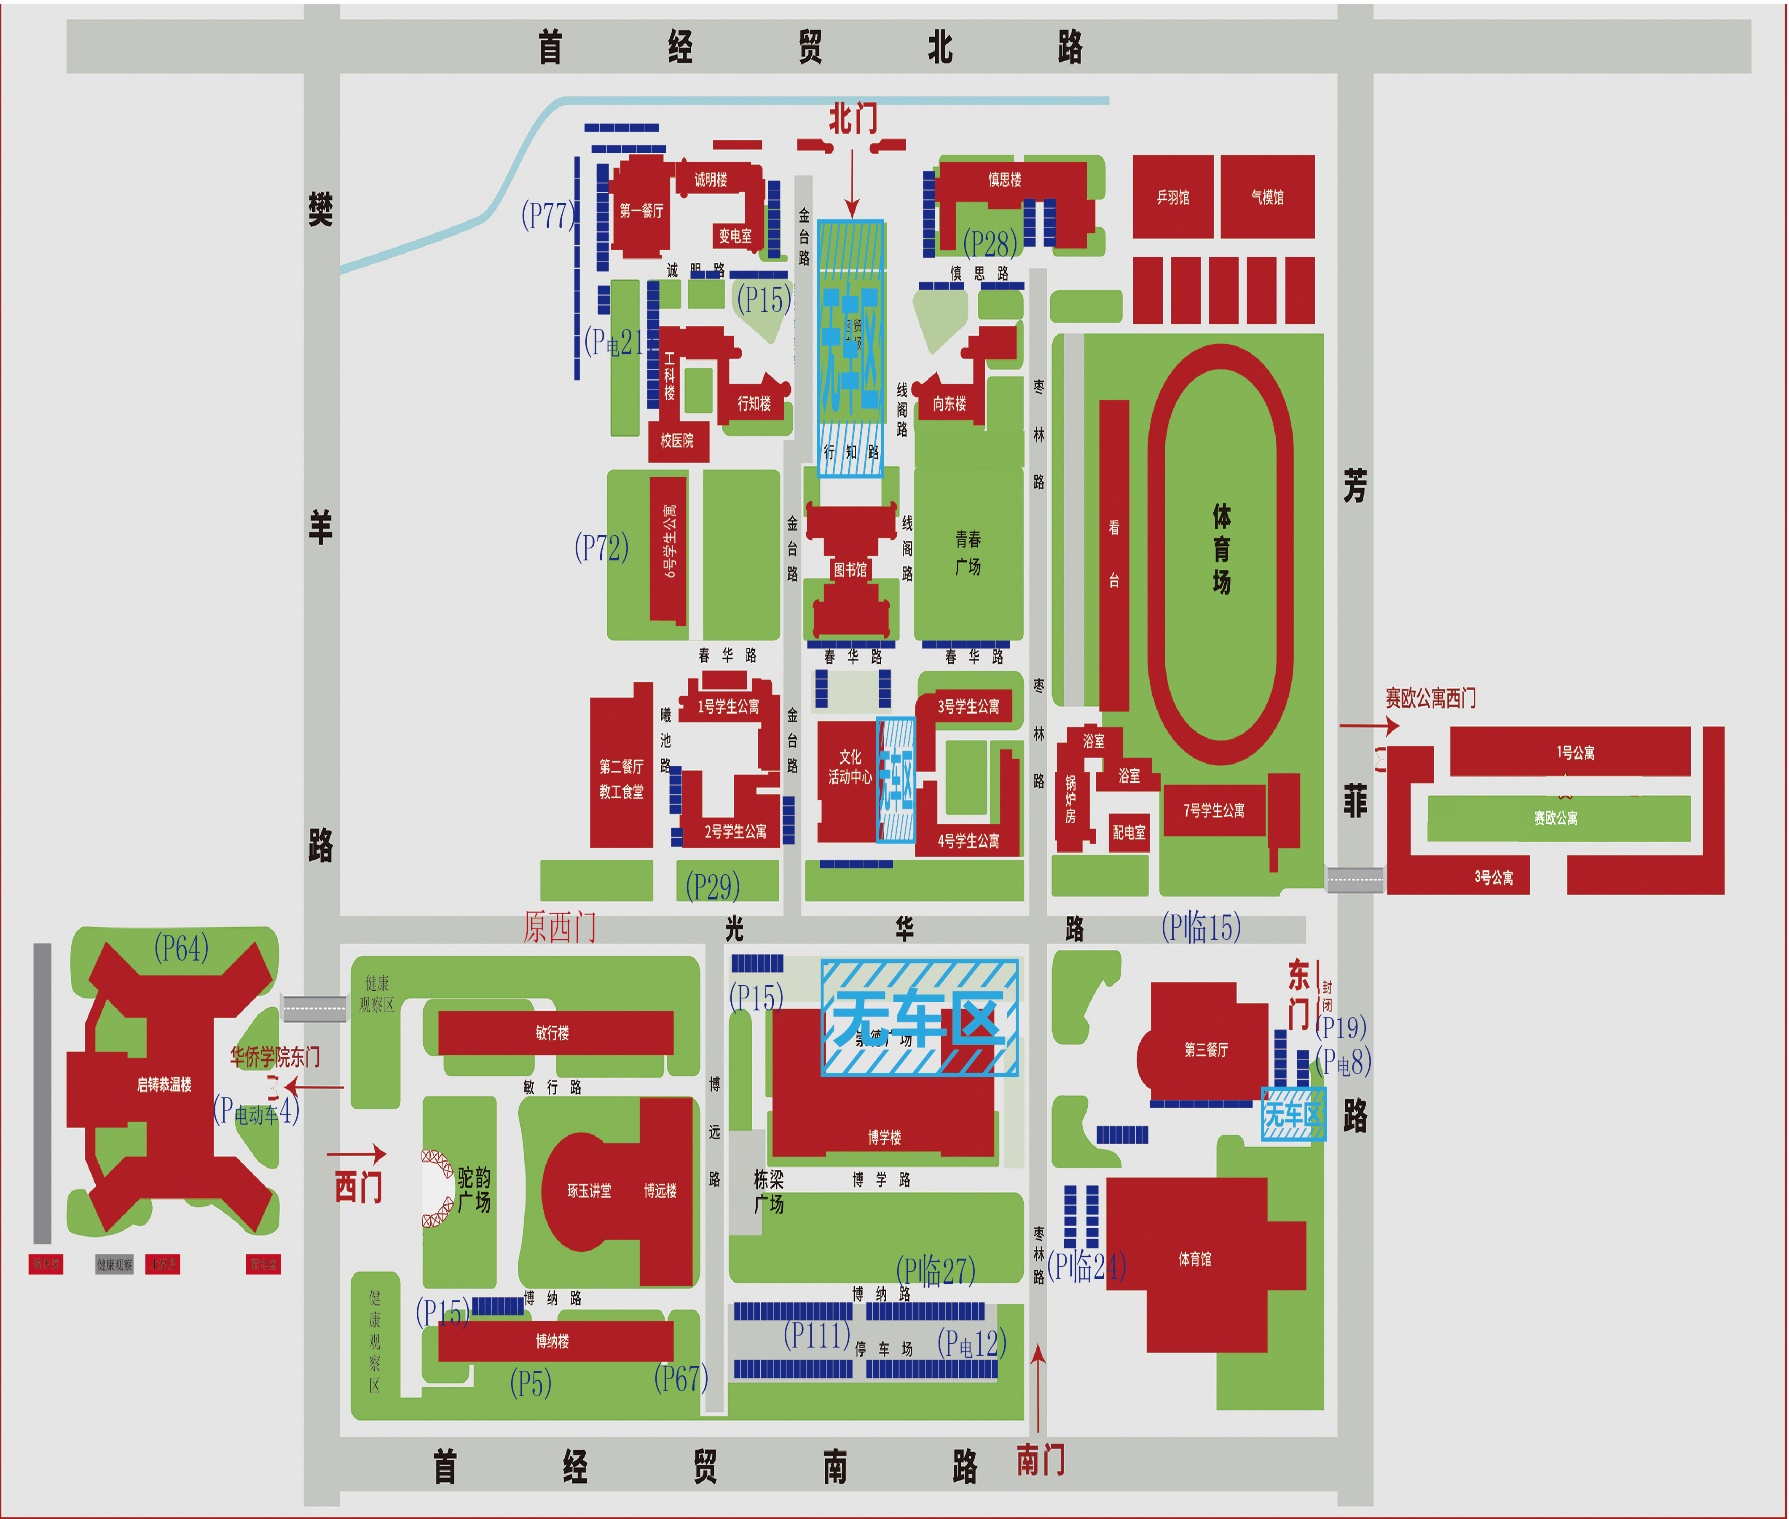 首经贸北路
北门
诚明楼
慎思楼
乒羽馆
气模馆
樊羊路
(P77)
第一餐厅
变电室
金台路
(P28)
诚明路
慎思路
(P15)
无车区
(P电21
工科楼
行知楼
向东楼
线阁路
枣林路
校医院
行知路
芳菲路
(P72)
6号学生公寓
金台路
线阁路
青春
广场
看台
体育场
图书馆
春华路
春华路
春华路
枣林路
赛欧公寓西门
1号学生公寓
3号学生公寓
曦池路
金台路
文化
活动中心
无车区
浴室
浴室
1号公寓
第二餐厅
教工食堂
锅炉房
7号学生公寓
赛欧公寓
2号学生公寓
4号学生公寓
配电室
3号公寓
(P29)
原西门
光华路
(P临15)
(P64)
健康
观察区
(P15)
无车区
东门
封闭
敏行楼
崇德广场
(P19)
第三餐厅
(P电8)
华侨学院东门
启铸恭温楼
敏行路
博远路
(P电动车4)
无车区
博学楼
西门
驼韵
广场
琢玉讲堂
博远楼
栋梁
广场
博学路
枣林路
健康观察
(P临27)
(P临24)
体育馆
健康观察区
博纳路
博纳路
(P15)
博纳楼
(P111)
停车场
(P电12)
(P5)
(P67)
首经贸南路
南门